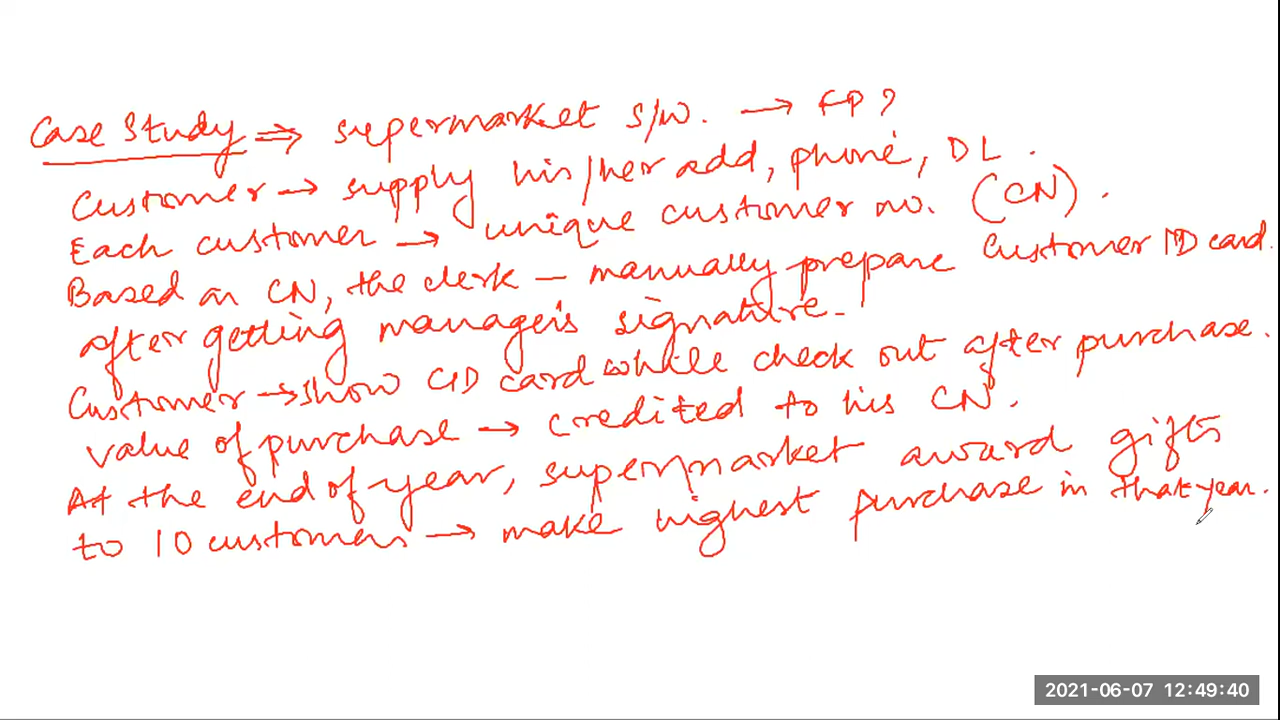 Case Study ⇒ supermarket s/w. → FP?
Customer → supply his/her add, phone, DL.
Each customer → unique customer no. (CN).
Based on CN, the clerk – manually prepare Customer ID card.
after getting manager's signature.
Customer → show CID card while check out after purchase.
value of purchase → credited to his CN.
At the end of year, supermarket award gifts
to 10 customers → make highest purchase in that year.
2021-06-07 12:49:40